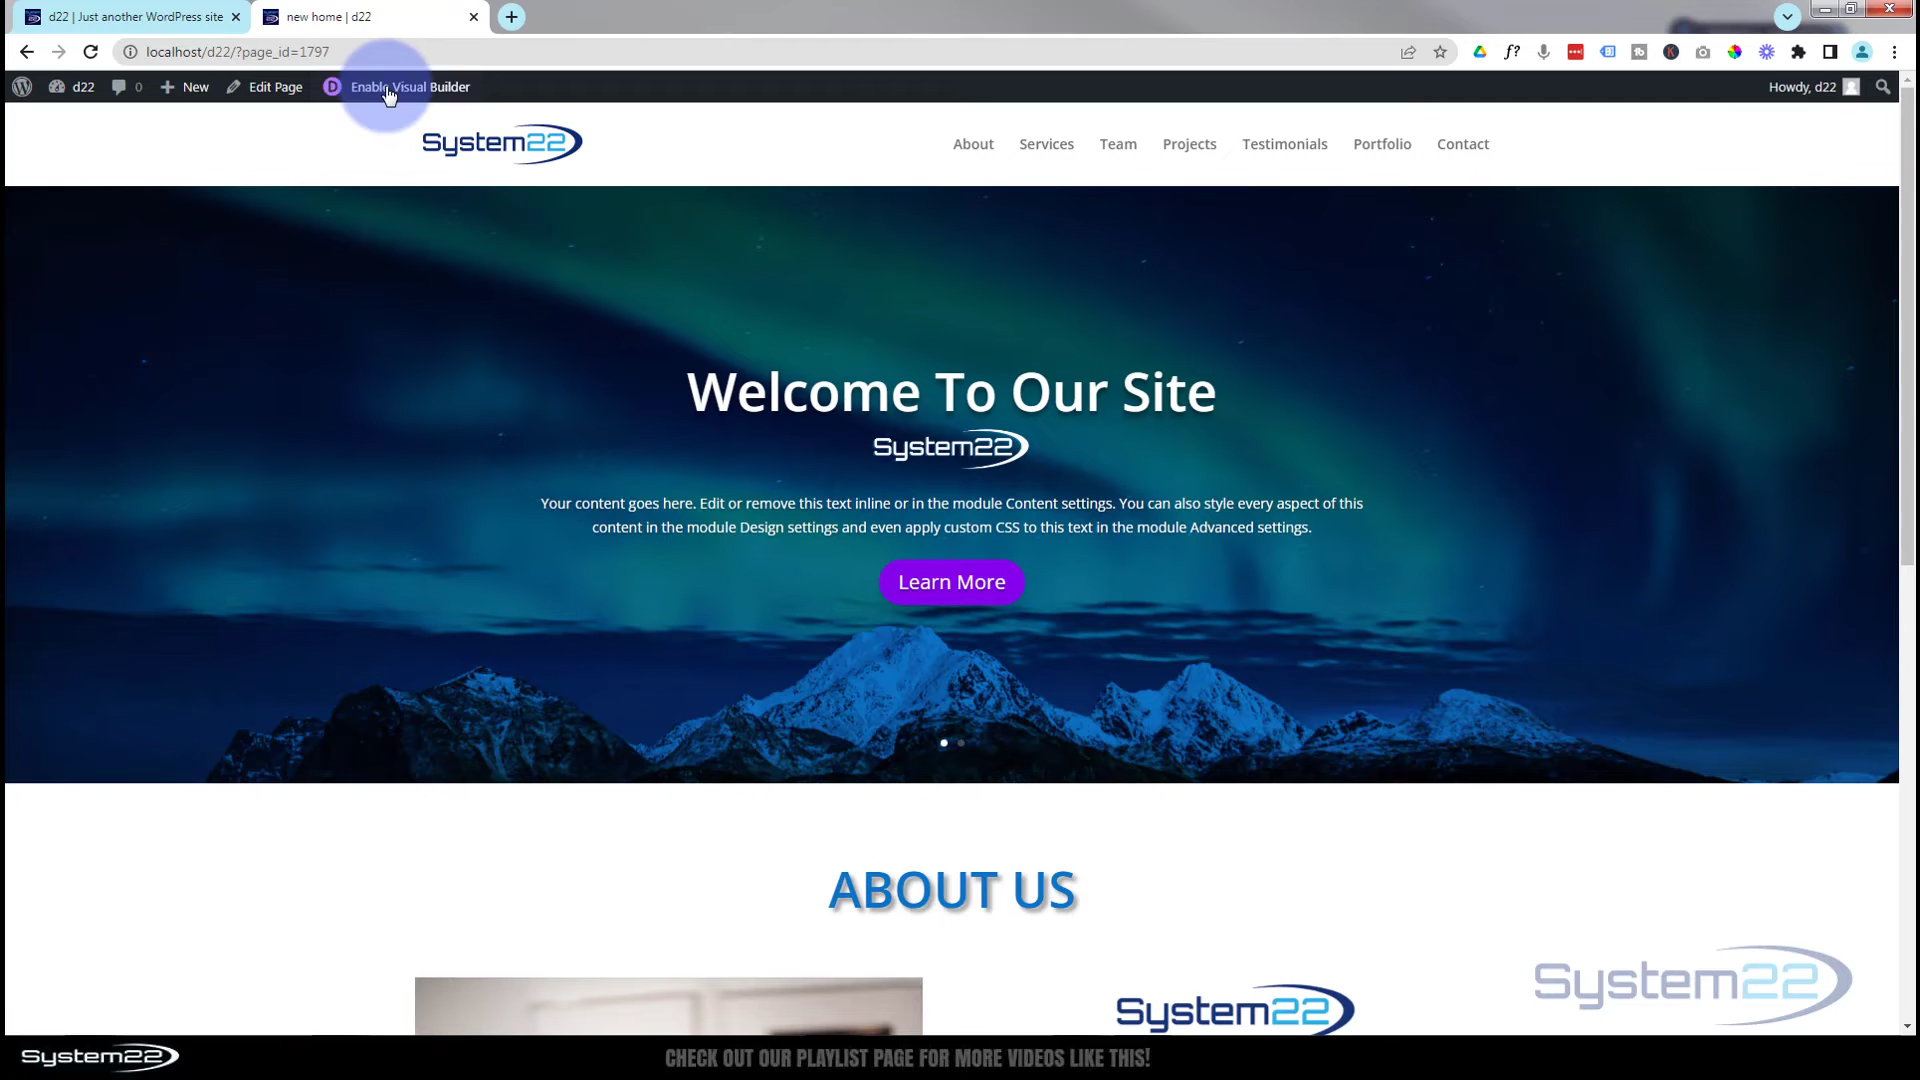 d22 | Just another WordPress site
new home | d22
localhost/d22/?page_id=1797
d22
0
New
Edit Page
Enable Visual Builder
Howdy, d22
System22
About
Services
Team
Projects
Testimonials
Portfolio
Contact
Welcome To Our Site
System22
Your content goes here. Edit or remove this text inline or in the module Content settings. You can also style every aspect of this
content in the module Design settings and even apply custom CSS to this text in the module Advanced settings.
Learn More
ABOUT US
System22
System22
System22
CHECK OUT OUR PLAYLIST PAGE FOR MORE VIDEOS LIKE THIS!